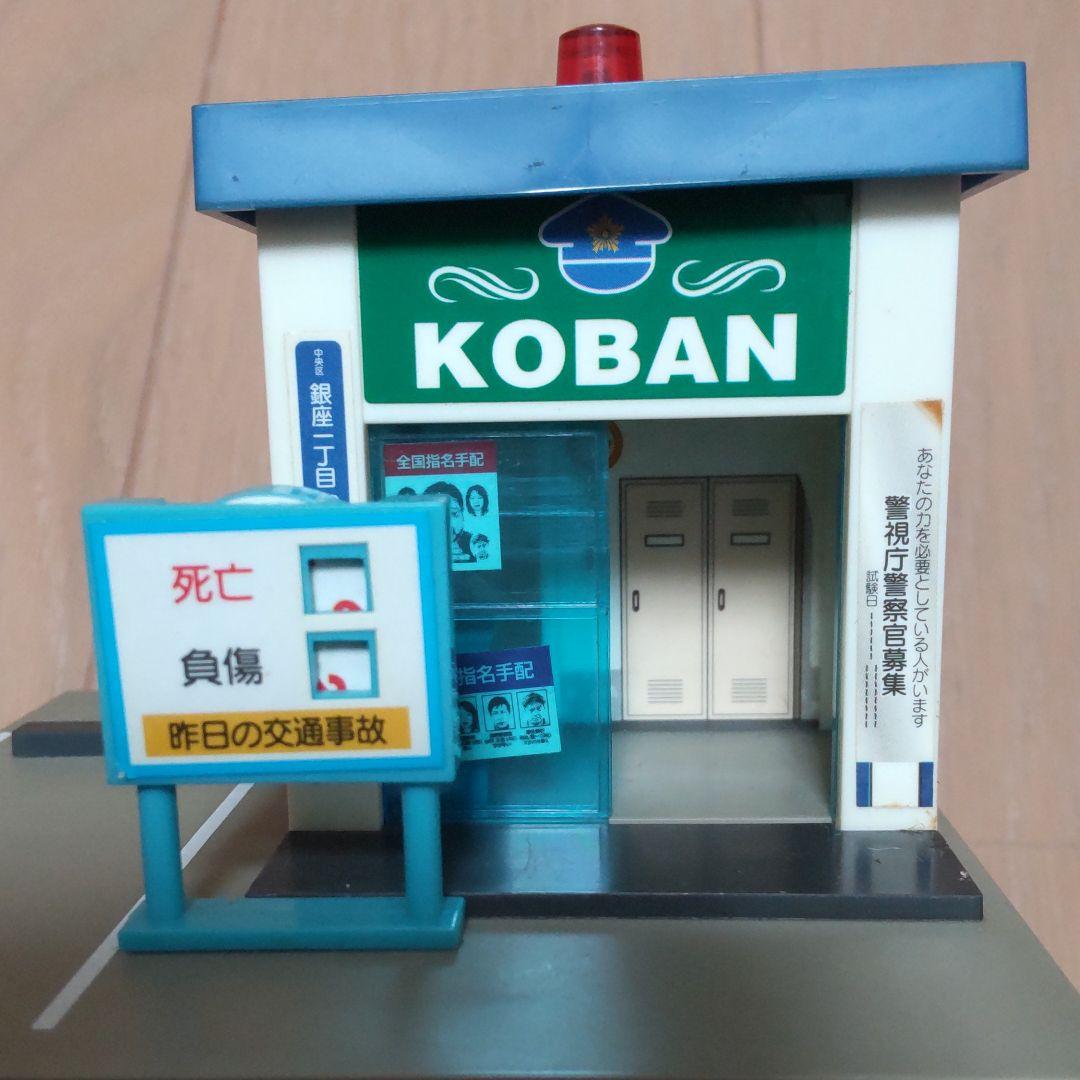 KOBAN
中央区
銀座一丁目
全国指名手配
指名手配
あなたの力を必要としている人がいます
警視庁警察官募集
試験日
死亡
負傷
昨日の交通事故